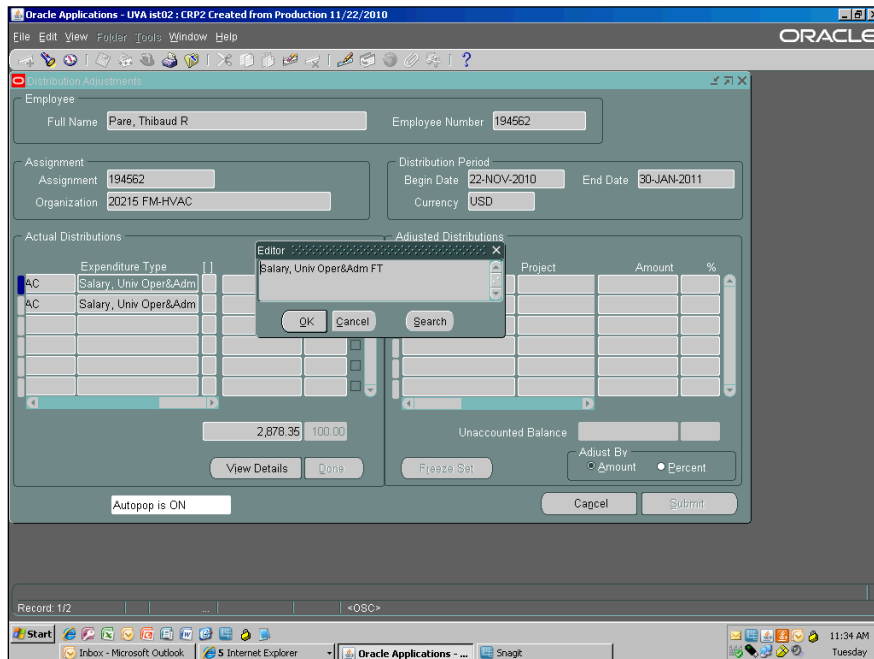 Oracle Applications - UVA ist02 : CRP2 Created from Production 11/22/2010
File Edit View Folder Tools Window Help
ORACLE
Distribution Adjustments
Employee
Full Name Pare, Thibaud R
Employee Number 194562
Assignment
Assignment 194562
Organization 20215 FM-HVAC
Distribution Period
Begin Date 22-NOV-2010 End Date 30-JAN-2011
Currency USD
Actual Distributions
Expenditure Type [ ]
AC Salary, Univ Oper&Adm
AC Salary, Univ Oper&Adm
2,878.35 100.00
View Details Done
Editor
Salary, Univ Oper&Adm FT
OK Cancel Search
Adjusted Distributions
Project Amount %
Unaccounted Balance
Adjust By
Amount Percent
Freeze Set
Autopop is ON
Cancel Submit
Record: 1/2 ... <OSC>
Start 11:34 AM
Inbox - Microsoft Outlook 5 Internet Explorer Oracle Applications - ... Snagit Tuesday